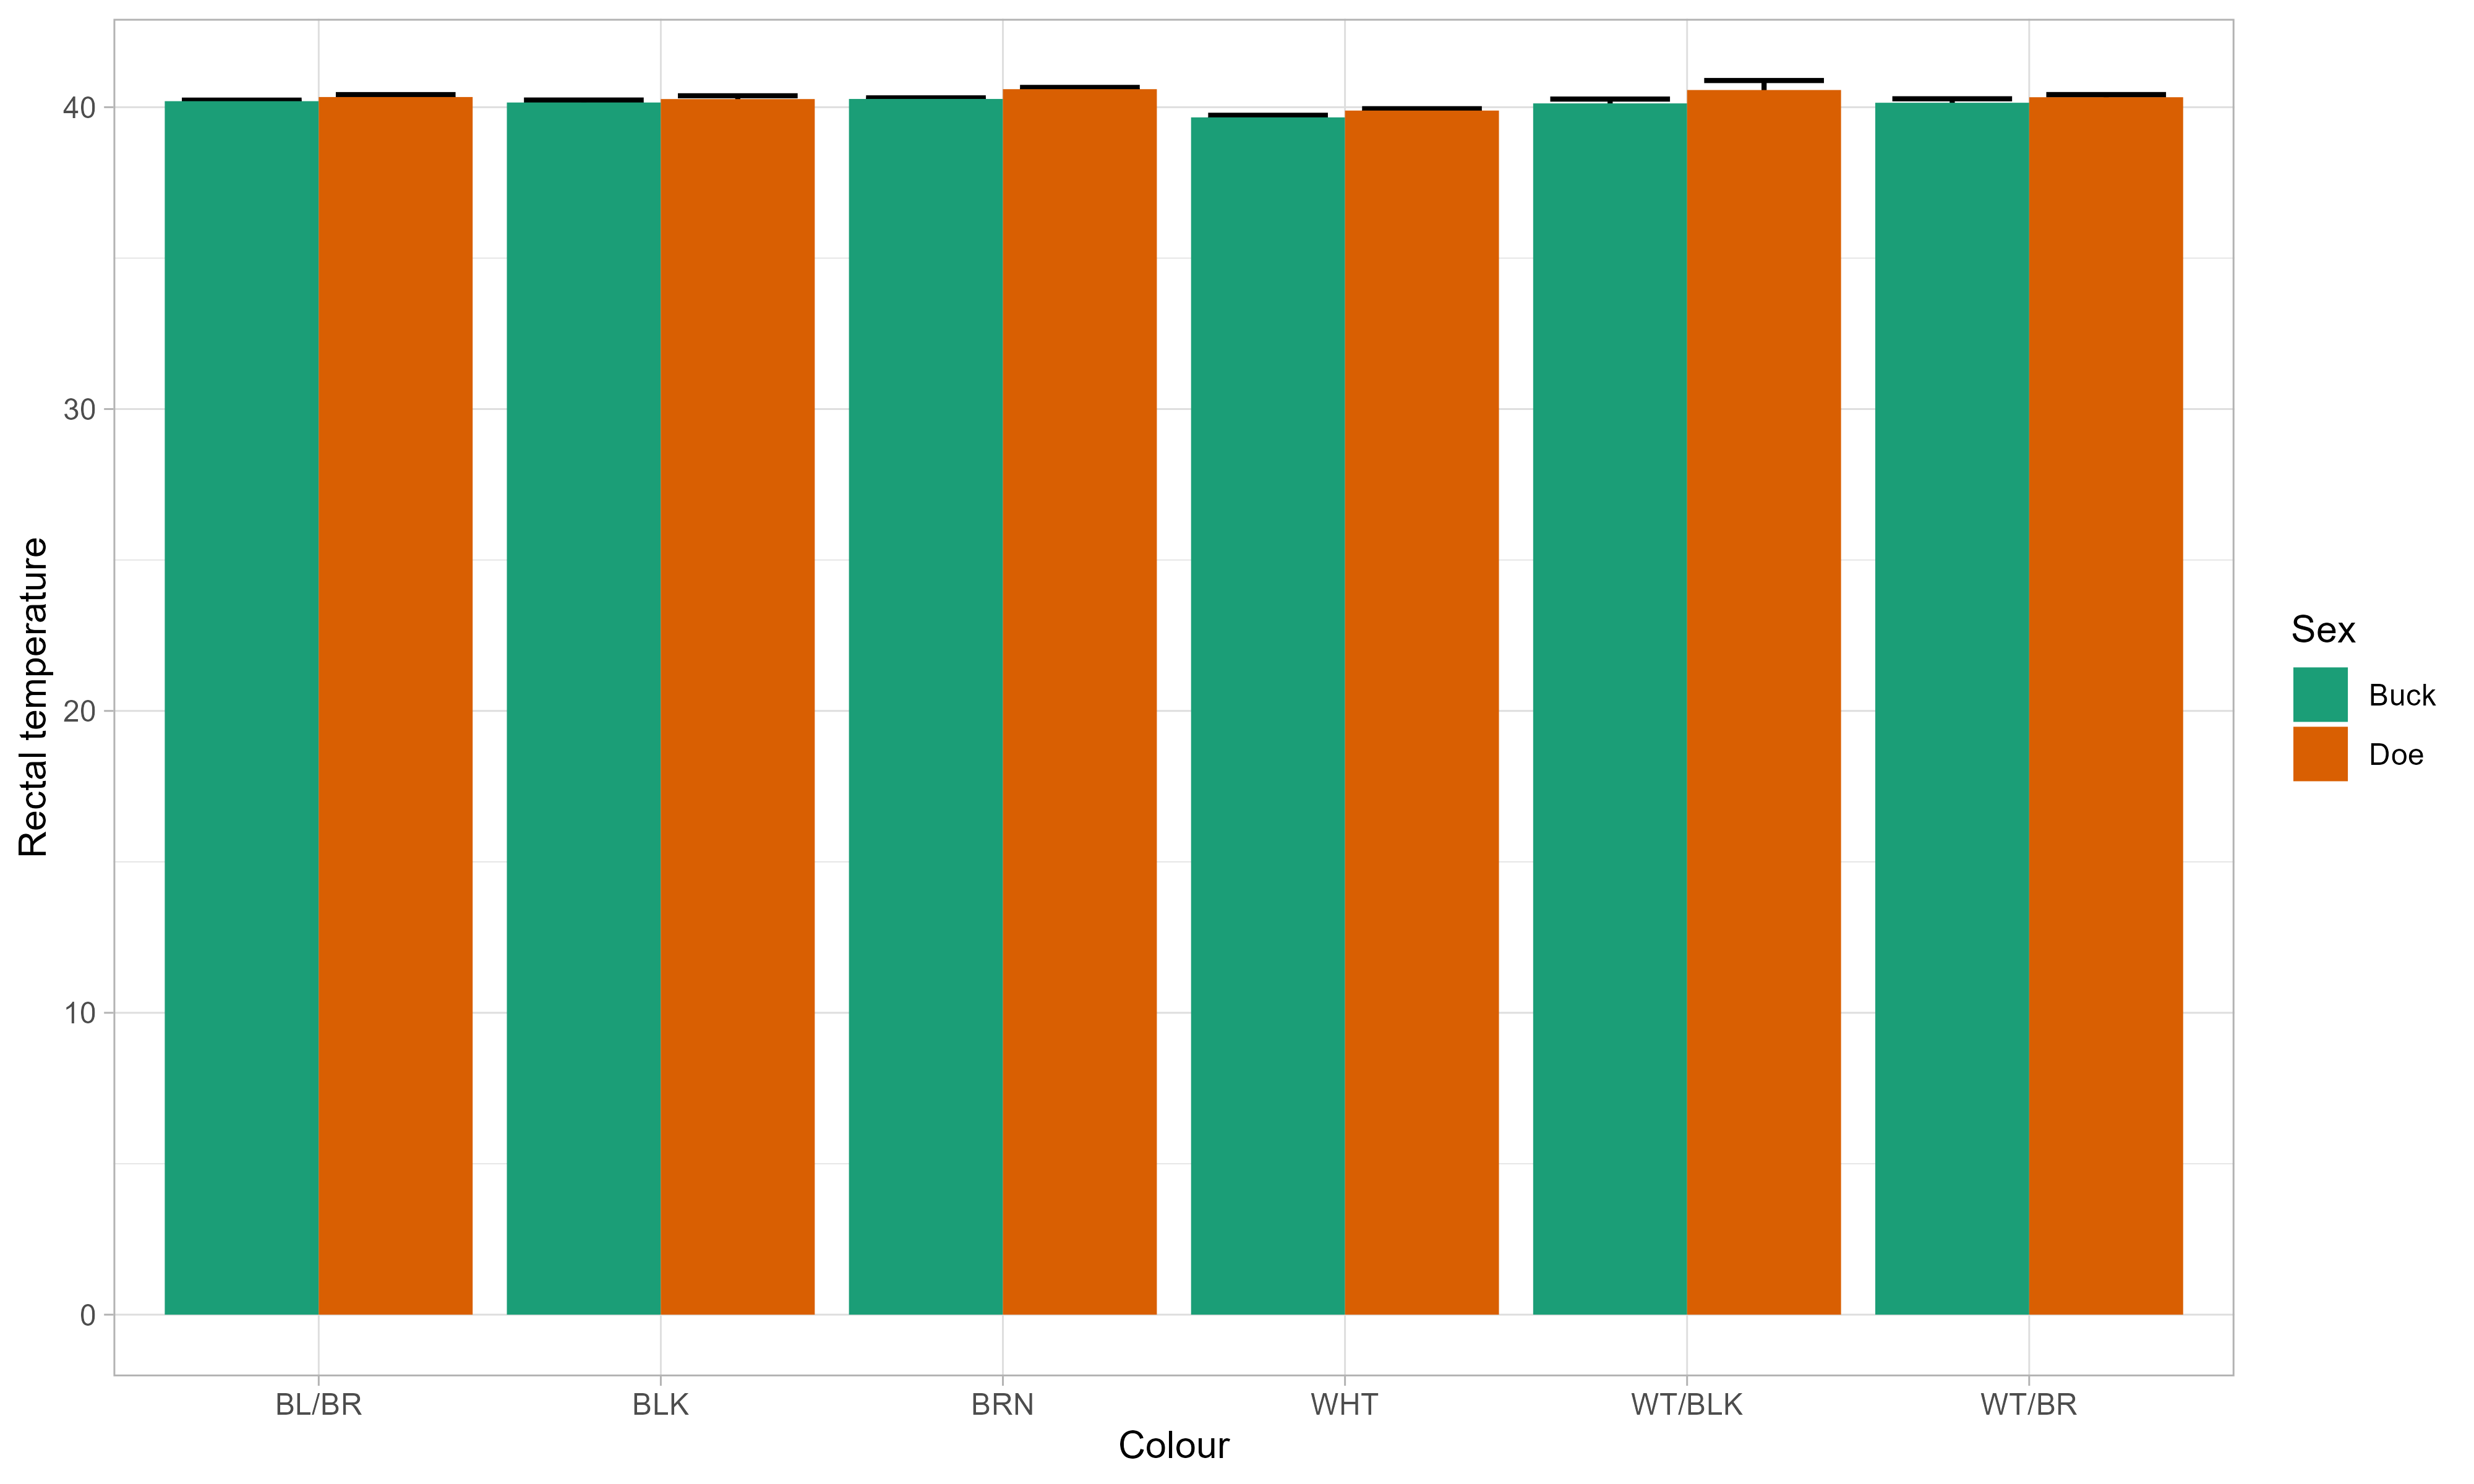 40
30
20
10
0
Rectal temperature
BL/BR
BLK
BRN
WHT
WT/BLK
WT/BR
Colour
Sex
Buck
Doe